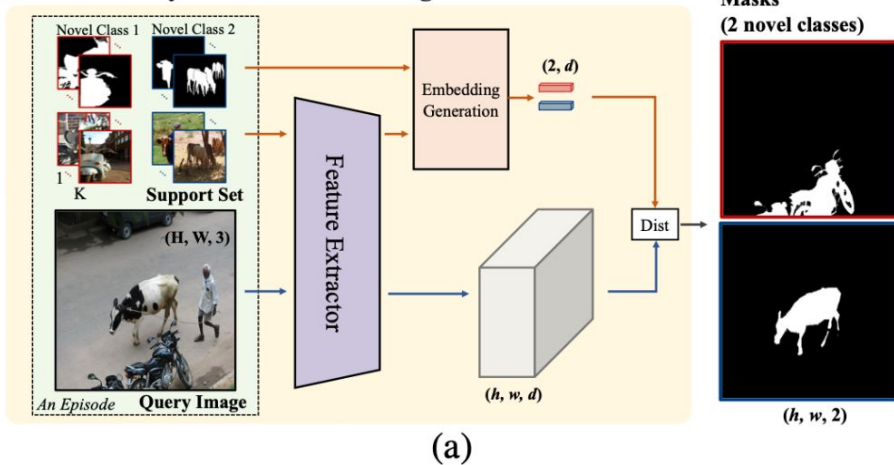 Masks
(2 novel classes)
Novel Class 1
Novel Class 2
1
K
Support Set
(H, W, 3)
An Episode
Query Image
Feature Extractor
Embedding
Generation
(2, d)
(h, w, d)
Dist
(h, w, 2)
(a)